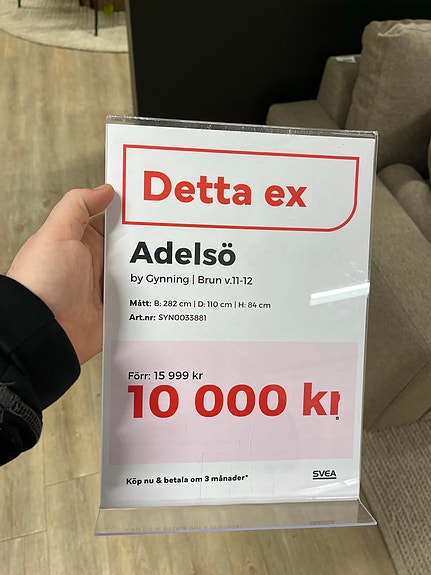 Detta ex
Adelsö
by Gynning | Brun v.11-12
Mått: B: 282 cm | D: 110 cm | H: 84 cm
Art.nr: SYN0033881
Förr: 15 999 kr
10 000 kr
Köp nu & betala om 3 månader*
SVEA